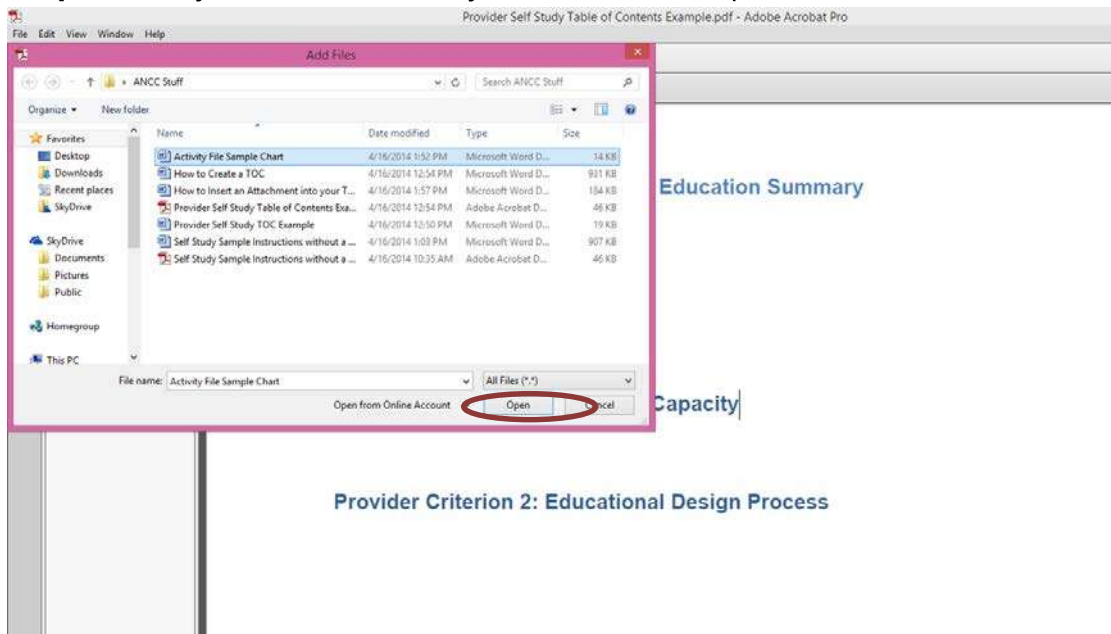 Provider Self Study Table of Contents Example.pdf - Adobe Acrobat Pro
File Edit View Window Help
Add Files
ANCC Stuff
Search ANCC Stuff
Organize
New folder
Name Date modified Type Size
Favorites
Desktop
Downloads
Recent places
SkyDrive
SkyDrive
Documents
Pictures
Public
Homegroup
This PC
Activity File Sample Chart 4/16/2014 1:52 PM Microsoft Word D... 14 KB
How to Create a TOC 4/16/2014 12:54 PM Microsoft Word D... 931 KB
How to Insert an Attachment into your T... 4/16/2014 1:57 PM Microsoft Word D... 184 KB
Provider Self Study Table of Contents Exa... 4/16/2014 12:54 PM Adobe Acrobat D... 46 KB
Provider Self Study TOC Example 4/16/2014 12:50 PM Microsoft Word D... 19 KB
Self Study Sample Instructions without a ... 4/16/2014 1:03 PM Microsoft Word D... 907 KB
Self Study Sample Instructions without a ... 4/16/2014 10:35 AM Adobe Acrobat D... 46 KB
File name: Activity File Sample Chart
All Files (*.*)
Open from Online Account
Open
Cancel
Education Summary
Capacity
Provider Criterion 2: Educational Design Process